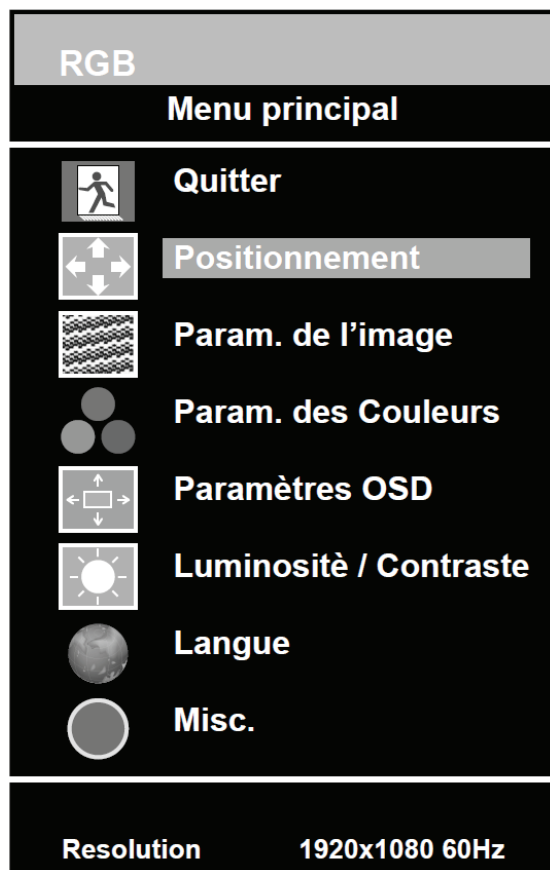 RGB
Menu principal
Quitter
Positionnement
Param. de l’image
Param. des Couleurs
Paramètres OSD
Luminositè / Contraste
Langue
Misc.
Resolution 1920x1080 60Hz